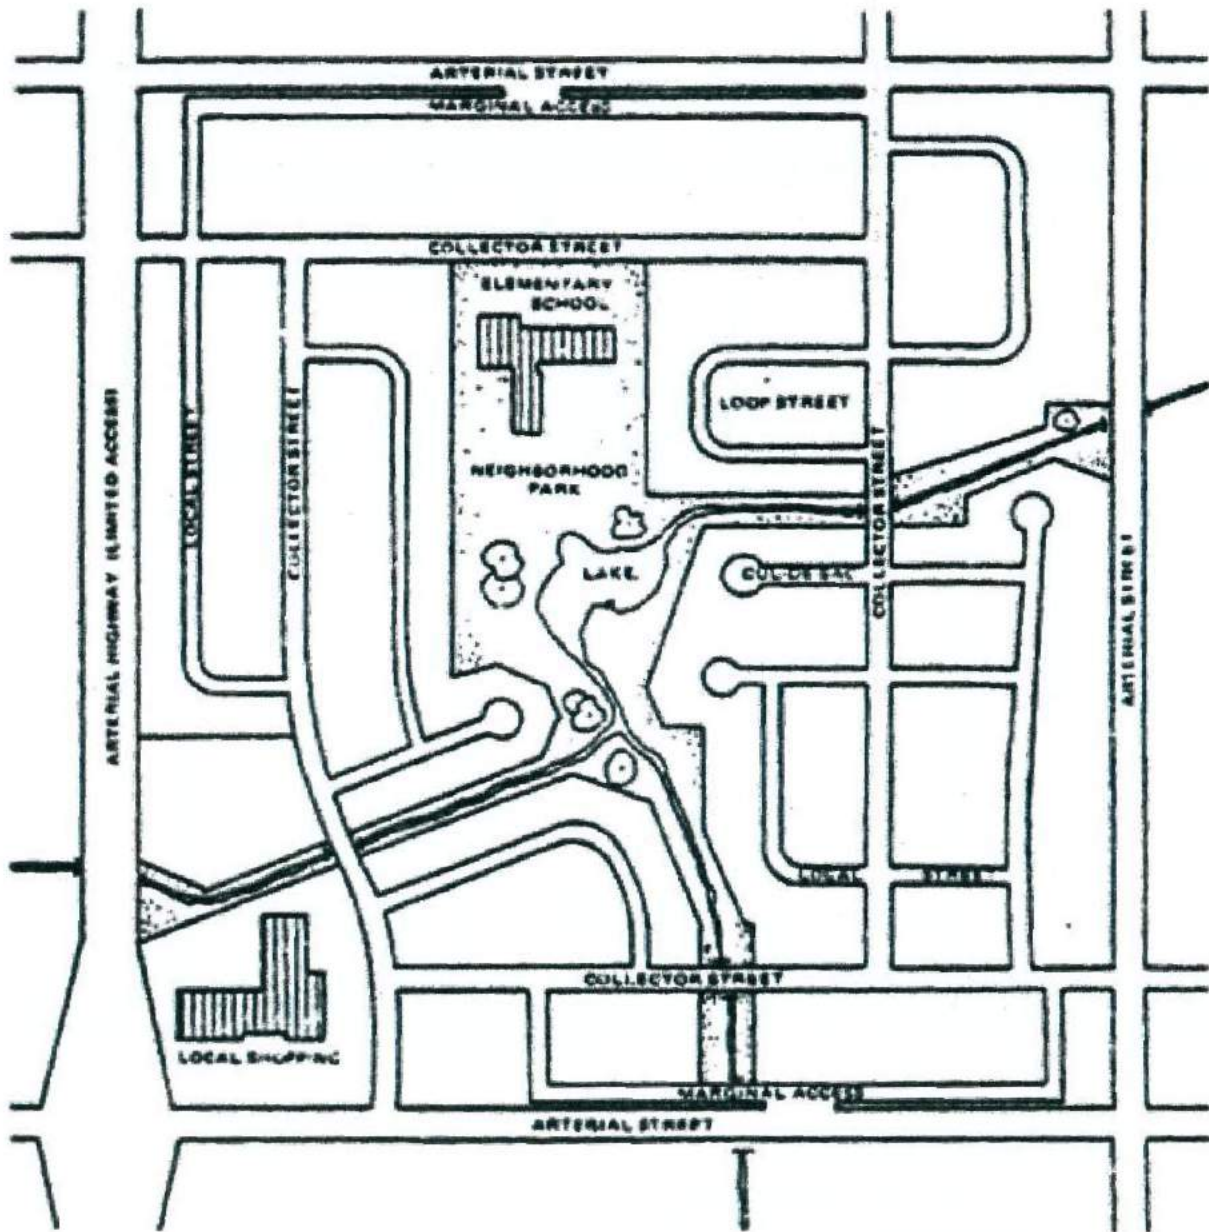 ARTERIAL STREET
MARGINAL ACCESS
COLLECTOR STREET
ELEMENTARY
SCHOOL
LOOP STREET
NEIGHBORHOOD
PARK
LOCAL STREET
COLLECTOR STREET
COLLECTOR STREET
LAKE
CUL-DE SAC
ARTERIAL HIGHWAY (LIMITED ACCESS)
ARTERIAL STREET
LOCAL STREET
COLLECTOR STREET
LOCAL SHOPPING
MARGINAL ACCESS
ARTERIAL STREET